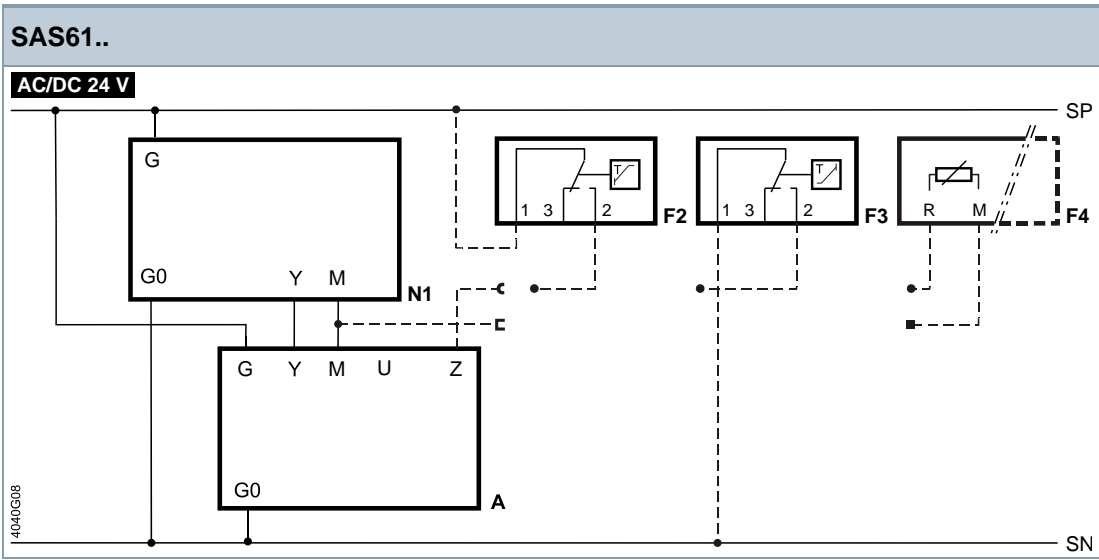 SAS61..
AC/DC 24 V
SP
G
T
T
1 3 2
F2
1 3 2
F3
R M
F4
G0 Y M
N1
G Y M U Z
G0
A
4040G08
SN